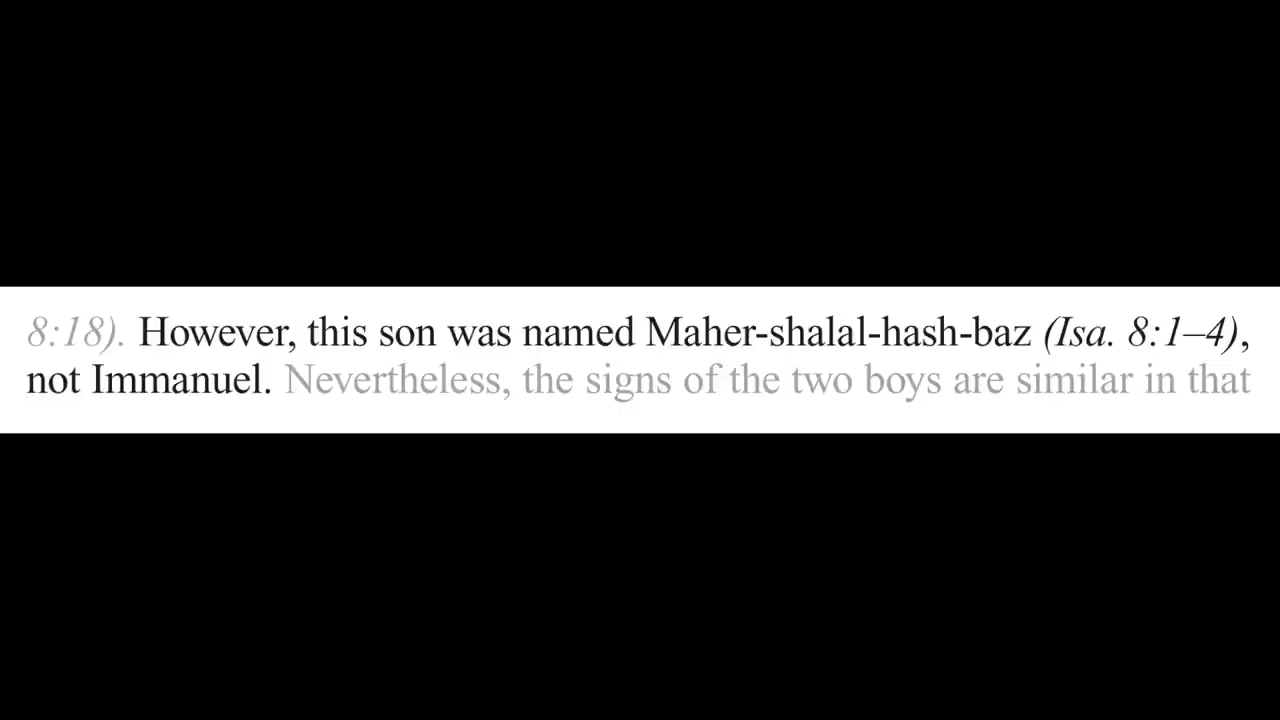 8:18). However, this son was named Maher-shalal-hash-baz (Isa. 8:1–4),
not Immanuel. Nevertheless, the signs of the two boys are similar in that